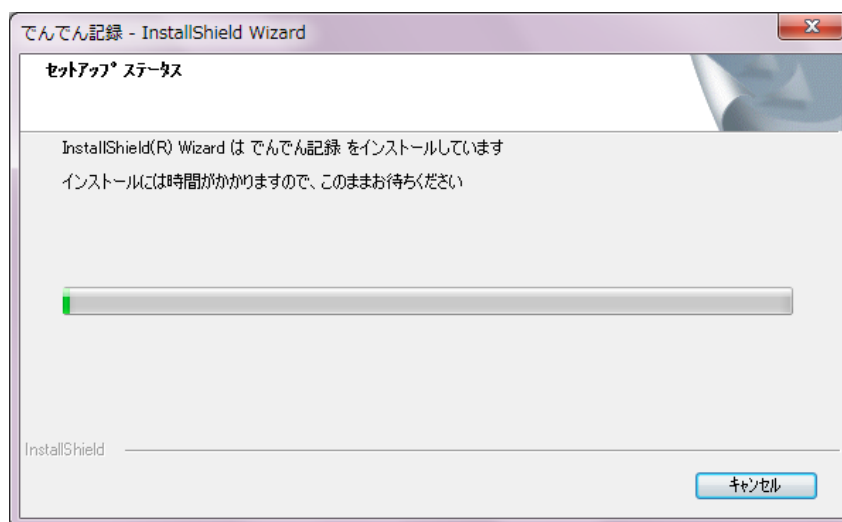 でんでん記録 - InstallShield Wizard
セットアップ ステータス
InstallShield(R) Wizard は でんでん記録 をインストールしています
インストールには時間がかかりますので、このままお待ちください
InstallShield
キャンセル